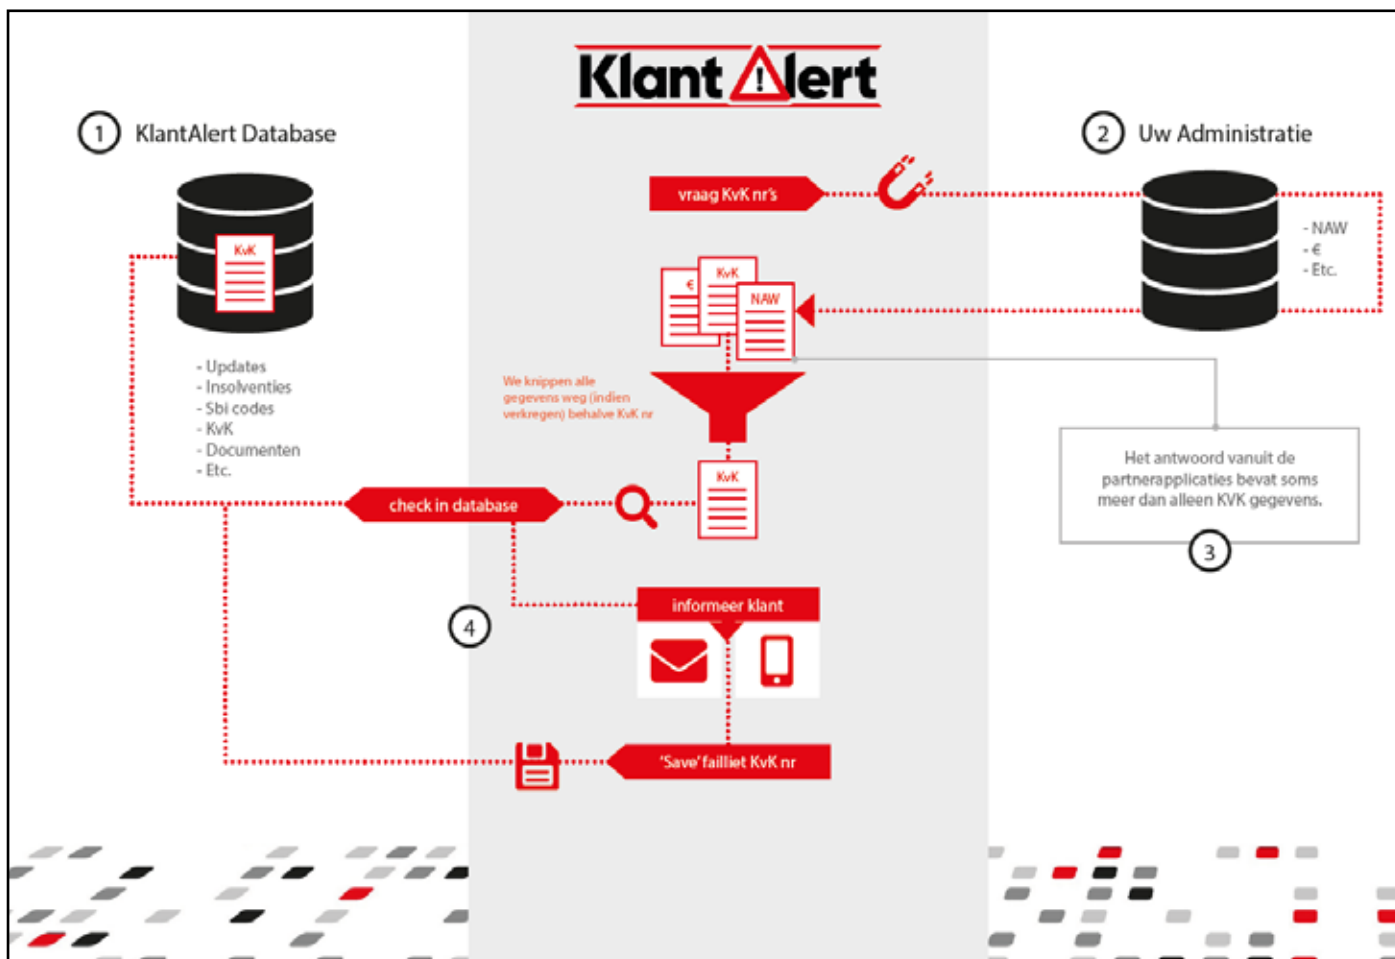 Klant Alert
1 KlantAlert Database
KvK
- Updates
- Insolventies
- Sbi codes
- KvK
- Documenten
- Etc.
vraag KvK nr's
2 Uw Administratie
- NAW
- €
- Etc.
€
KvK
NAW
We knippen alle
gegevens weg (indien
verkregen) behalve KvK nr
KvK
check in database
Het antwoord vanuit de
partnerapplicaties bevat soms
meer dan alleen KVK gegevens.
3
4
informeer klant
'Save' failliet KvK nr